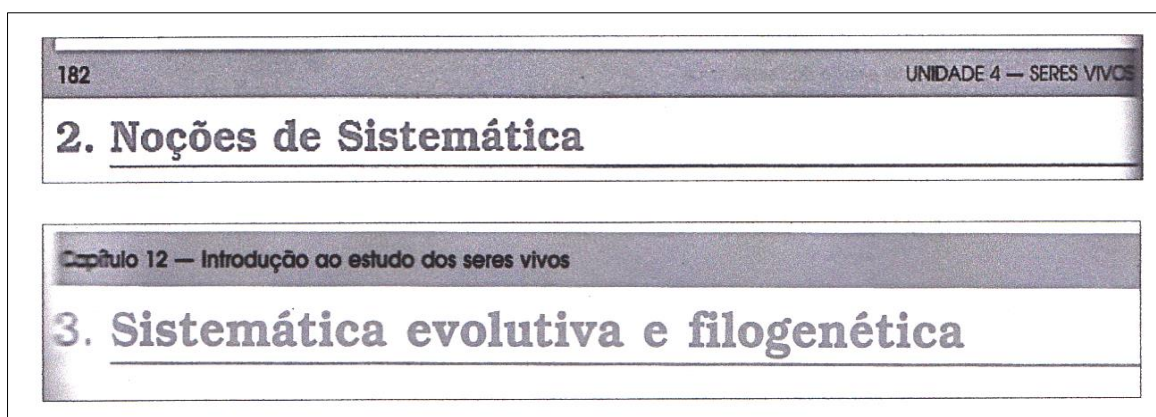 182 UNIDADE 4 — SERES VIVOS
2. Noções de Sistemática
Capítulo 12 — Introdução ao estudo dos seres vivos
3. Sistemática evolutiva e filogenética